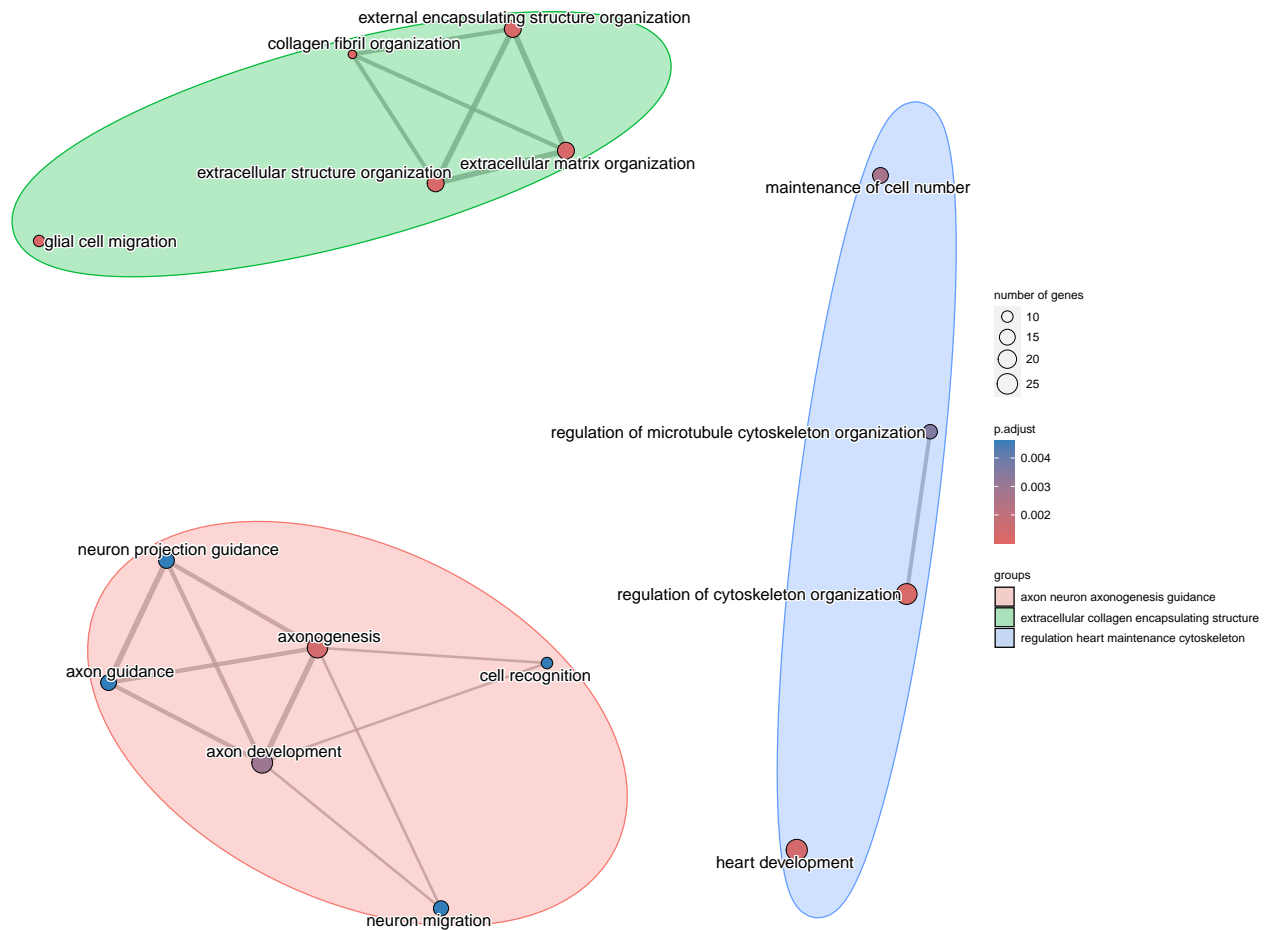 external encapsulating structure organization
collagen fibril organization
extracellular matrix organization
extracellular structure organization
glial cell migration
maintenance of cell number
regulation of microtubule cytoskeleton organization
regulation of cytoskeleton organization
heart development
neuron projection guidance
axonogenesis
axon guidance
cell recognition
axon development
neuron migration
number of genes
10
15
20
25
p.adjust
0.004
0.003
0.002
groups
axon neuron axonogenesis guidance
extracellular collagen encapsulating structure
regulation heart maintenance cytoskeleton